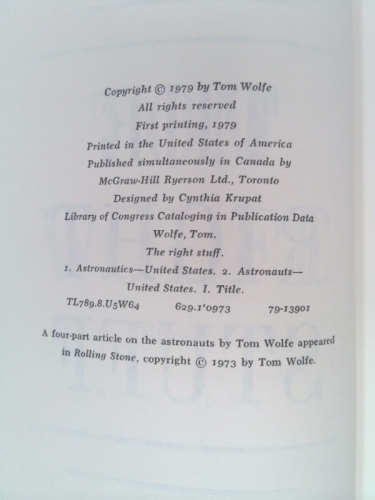 Copyright © 1979 by Tom Wolfe
All rights reserved
First printing, 1979
Printed in the United States of America
Published simultaneously in Canada by
McGraw-Hill Ryerson Ltd., Toronto
Designed by Cynthia Krupat
Library of Congress Cataloging in Publication Data
Wolfe, Tom.
The right stuff.
1. Astronautics—United States. 2. Astronauts—
United States. I. Title.
TL789.8.U5W64 629.1'0973 79-13901
A four-part article on the astronauts by Tom Wolfe appeared
in Rolling Stone, copyright © 1973 by Tom Wolfe.